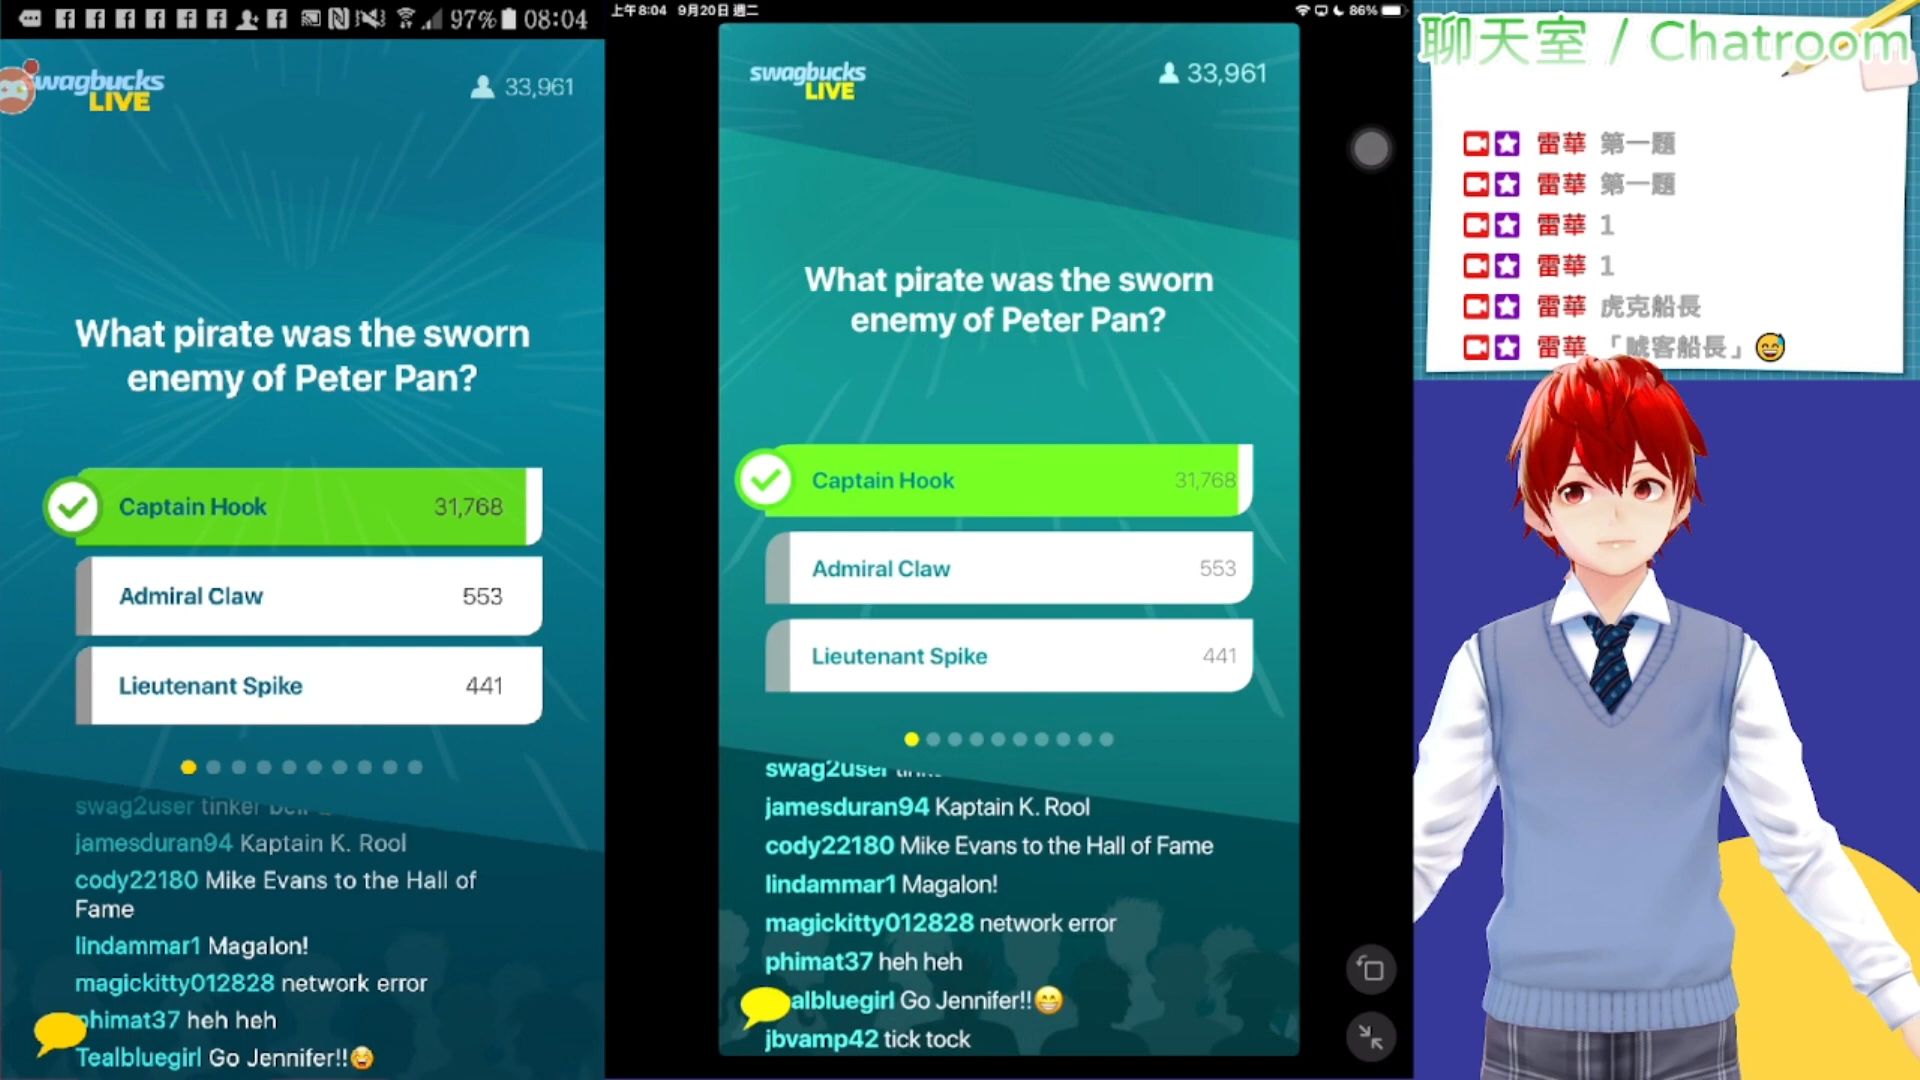 97% 08:04
swagbucks
LIVE
33,961
What pirate was the sworn
enemy of Peter Pan?
Captain Hook 31,768
Admiral Claw 553
Lieutenant Spike 441
swag2user tinker bell
jamesduran94 Kaptain K. Rool
cody22180 Mike Evans to the Hall of
Fame
lindammar1 Magalon!
magickitty012828 network error
phimat37 heh heh
Tealbluegirl Go Jennifer!!😄
上午8:04 9月20日 週二
86%
swagbucks
LIVE
33,961
What pirate was the sworn
enemy of Peter Pan?
Captain Hook 31,768
Admiral Claw 553
Lieutenant Spike 441
swag2user
jamesduran94 Kaptain K. Rool
cody22180 Mike Evans to the Hall of Fame
lindammar1 Magalon!
magickitty012828 network error
phimat37 heh heh
albluegirl Go Jennifer!!😁
jbvamp42 tick tock
聊天室 / Chatroom
雷華 第一題
雷華 第一題
雷華 1
雷華 1
雷華 虎克船長
雷華 「唬客船長」😅